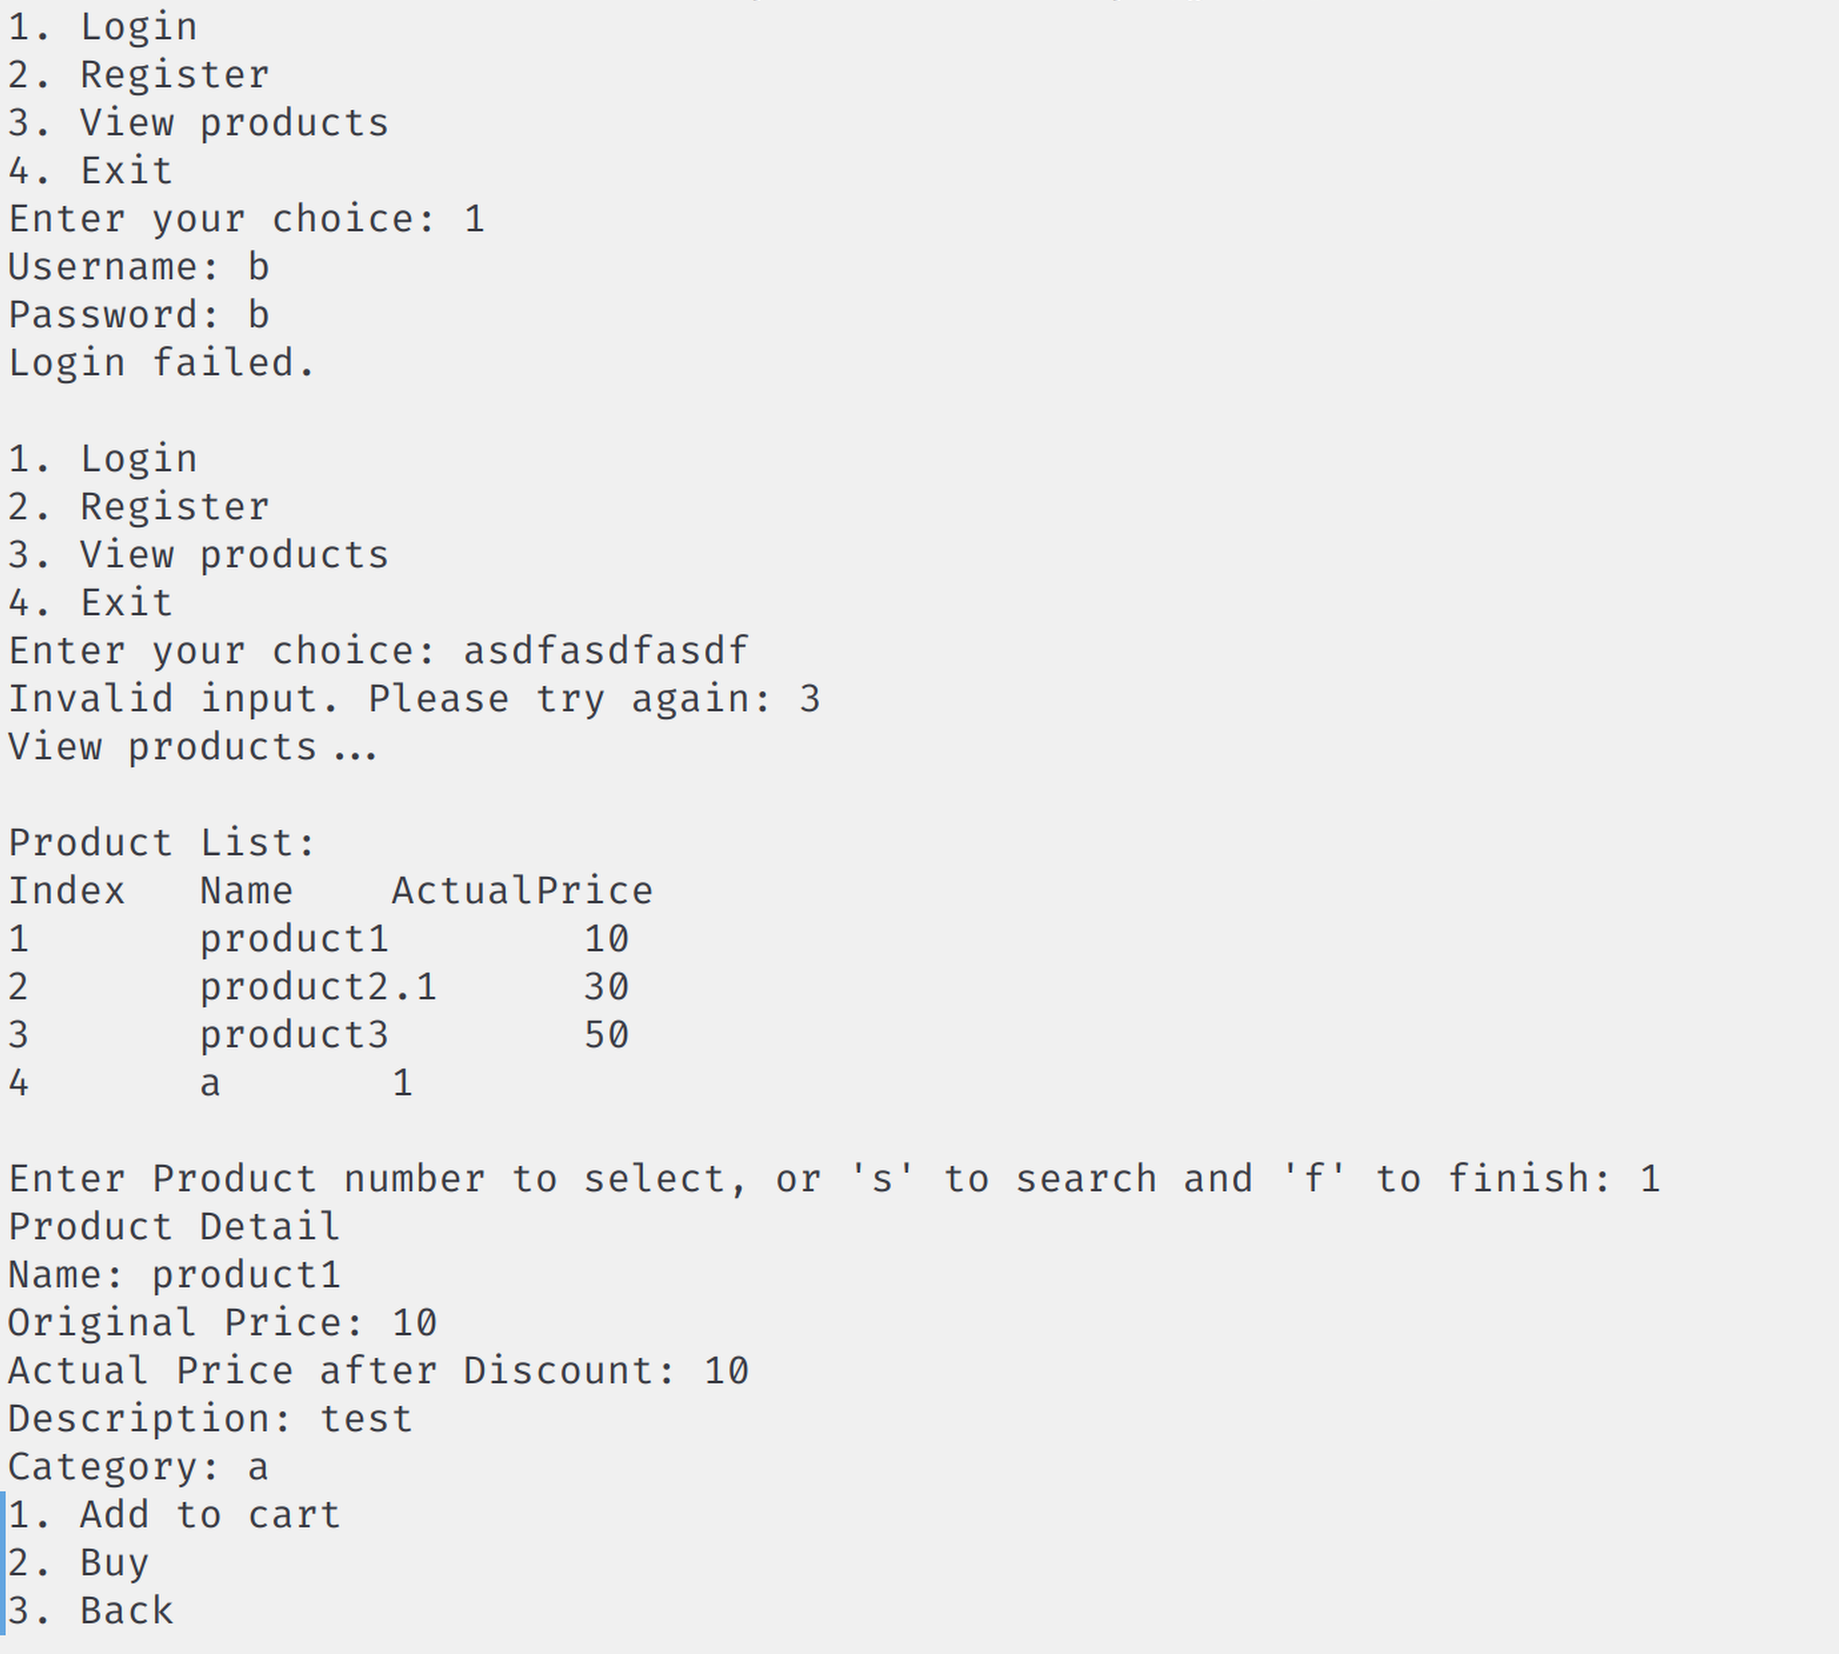 1. Login
2. Register
3. View products
4. Exit
Enter your choice: 1
Username: b
Password: b
Login failed.
1. Login
2. Register
3. View products
4. Exit
Enter your choice: asdfasdfasdf
Invalid input. Please try again: 3
View products...
Product List:
Index   Name    ActualPrice
1       product1        10
2       product2.1      30
3       product3        50
4       a       1
Enter Product number to select, or 's' to search and 'f' to finish: 1
Product Detail
Name: product1
Original Price: 10
Actual Price after Discount: 10
Description: test
Category: a
1. Add to cart
2. Buy
3. Back